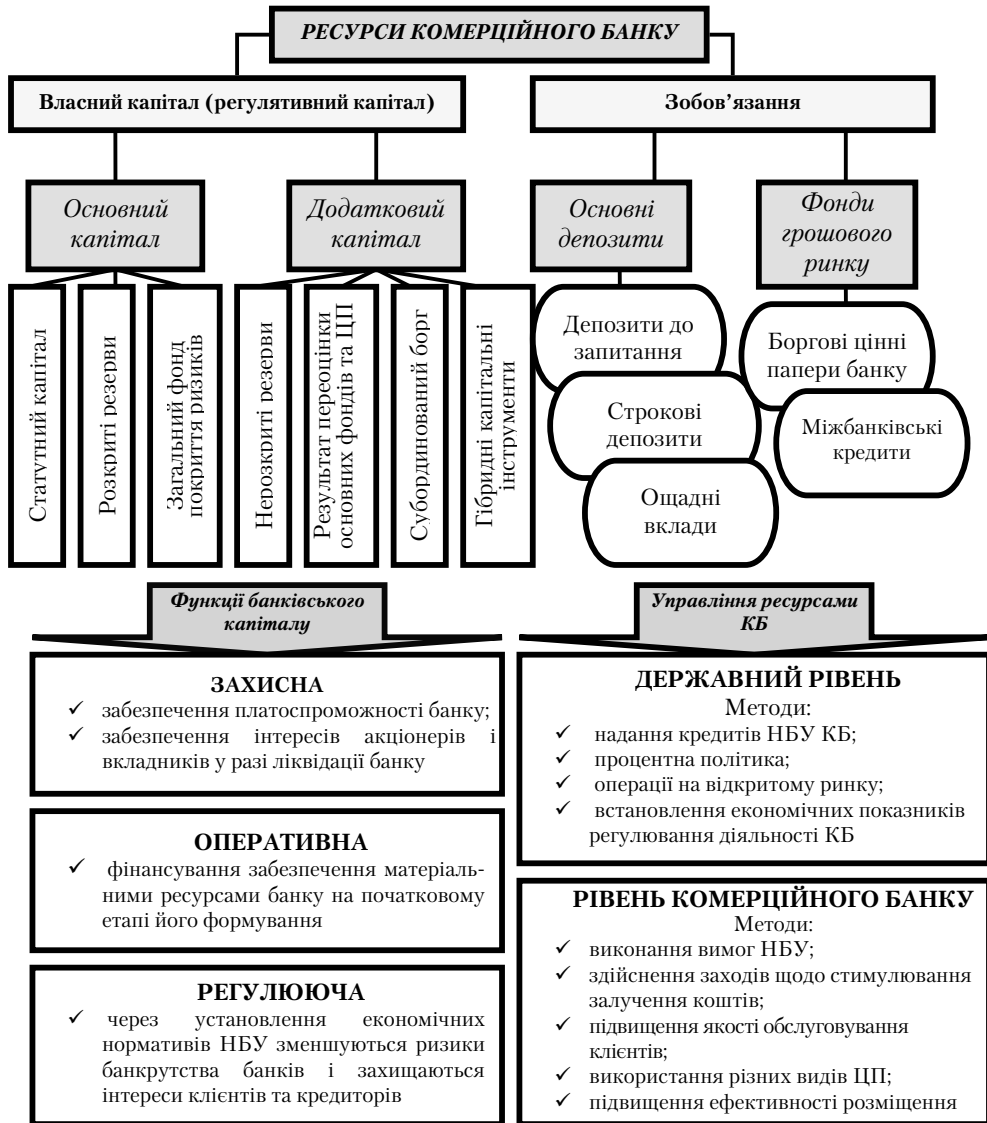 РЕСУРСИ КОМЕРЦІЙНОГО БАНКУ
Власний капітал (регулятивний капітал)
Зобов’язання
Основний
капітал
Додатковий
капітал
Основні
депозити
Фонди
грошового
ринку
Статутний капітал
Розкриті резерви
Загальний фонд
покриття ризиків
Нерозкриті резерви
Результат переоцінки
основних фондів та ЦП
Субординований борг
Гібридні капітальні
інструменти
Депозити до
запитання
Строкові
депозити
Ощадні
вклади
Боргові цінні
папери банку
Міжбанківські
кредити
Функції банківського
капіталу
ЗАХИСНА
✓ забезпечення платоспроможності банку;
✓ забезпечення інтересів акціонерів і
вкладників у разі ліквідації банку
ОПЕРАТИВНА
✓ фінансування забезпечення матеріаль-
ними ресурсами банку на початковому
етапі його формування
РЕГУЛЮЮЧА
✓ через установлення економічних
нормативів НБУ зменшуються ризики
банкрутства банків і захищаються
інтереси клієнтів та кредиторів
Управління ресурсами
КБ
ДЕРЖАВНИЙ РІВЕНЬ
Методи:
✓ надання кредитів НБУ КБ;
✓ процентна політика;
✓ операції на відкритому ринку;
✓ встановлення економічних показників
регулювання діяльності КБ
РІВЕНЬ КОМЕРЦІЙНОГО БАНКУ
Методи:
✓ виконання вимог НБУ;
✓ здійснення заходів щодо стимулювання
залучення коштів;
✓ підвищення якості обслуговування
клієнтів;
✓ використання різних видів ЦП;
✓ підвищення ефективності розміщення